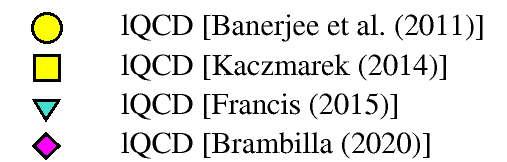 lQCD [Banerjee et al. (2011)]
lQCD [Kaczmarek (2014)]
lQCD [Francis (2015)]
lQCD [Brambilla (2020)]